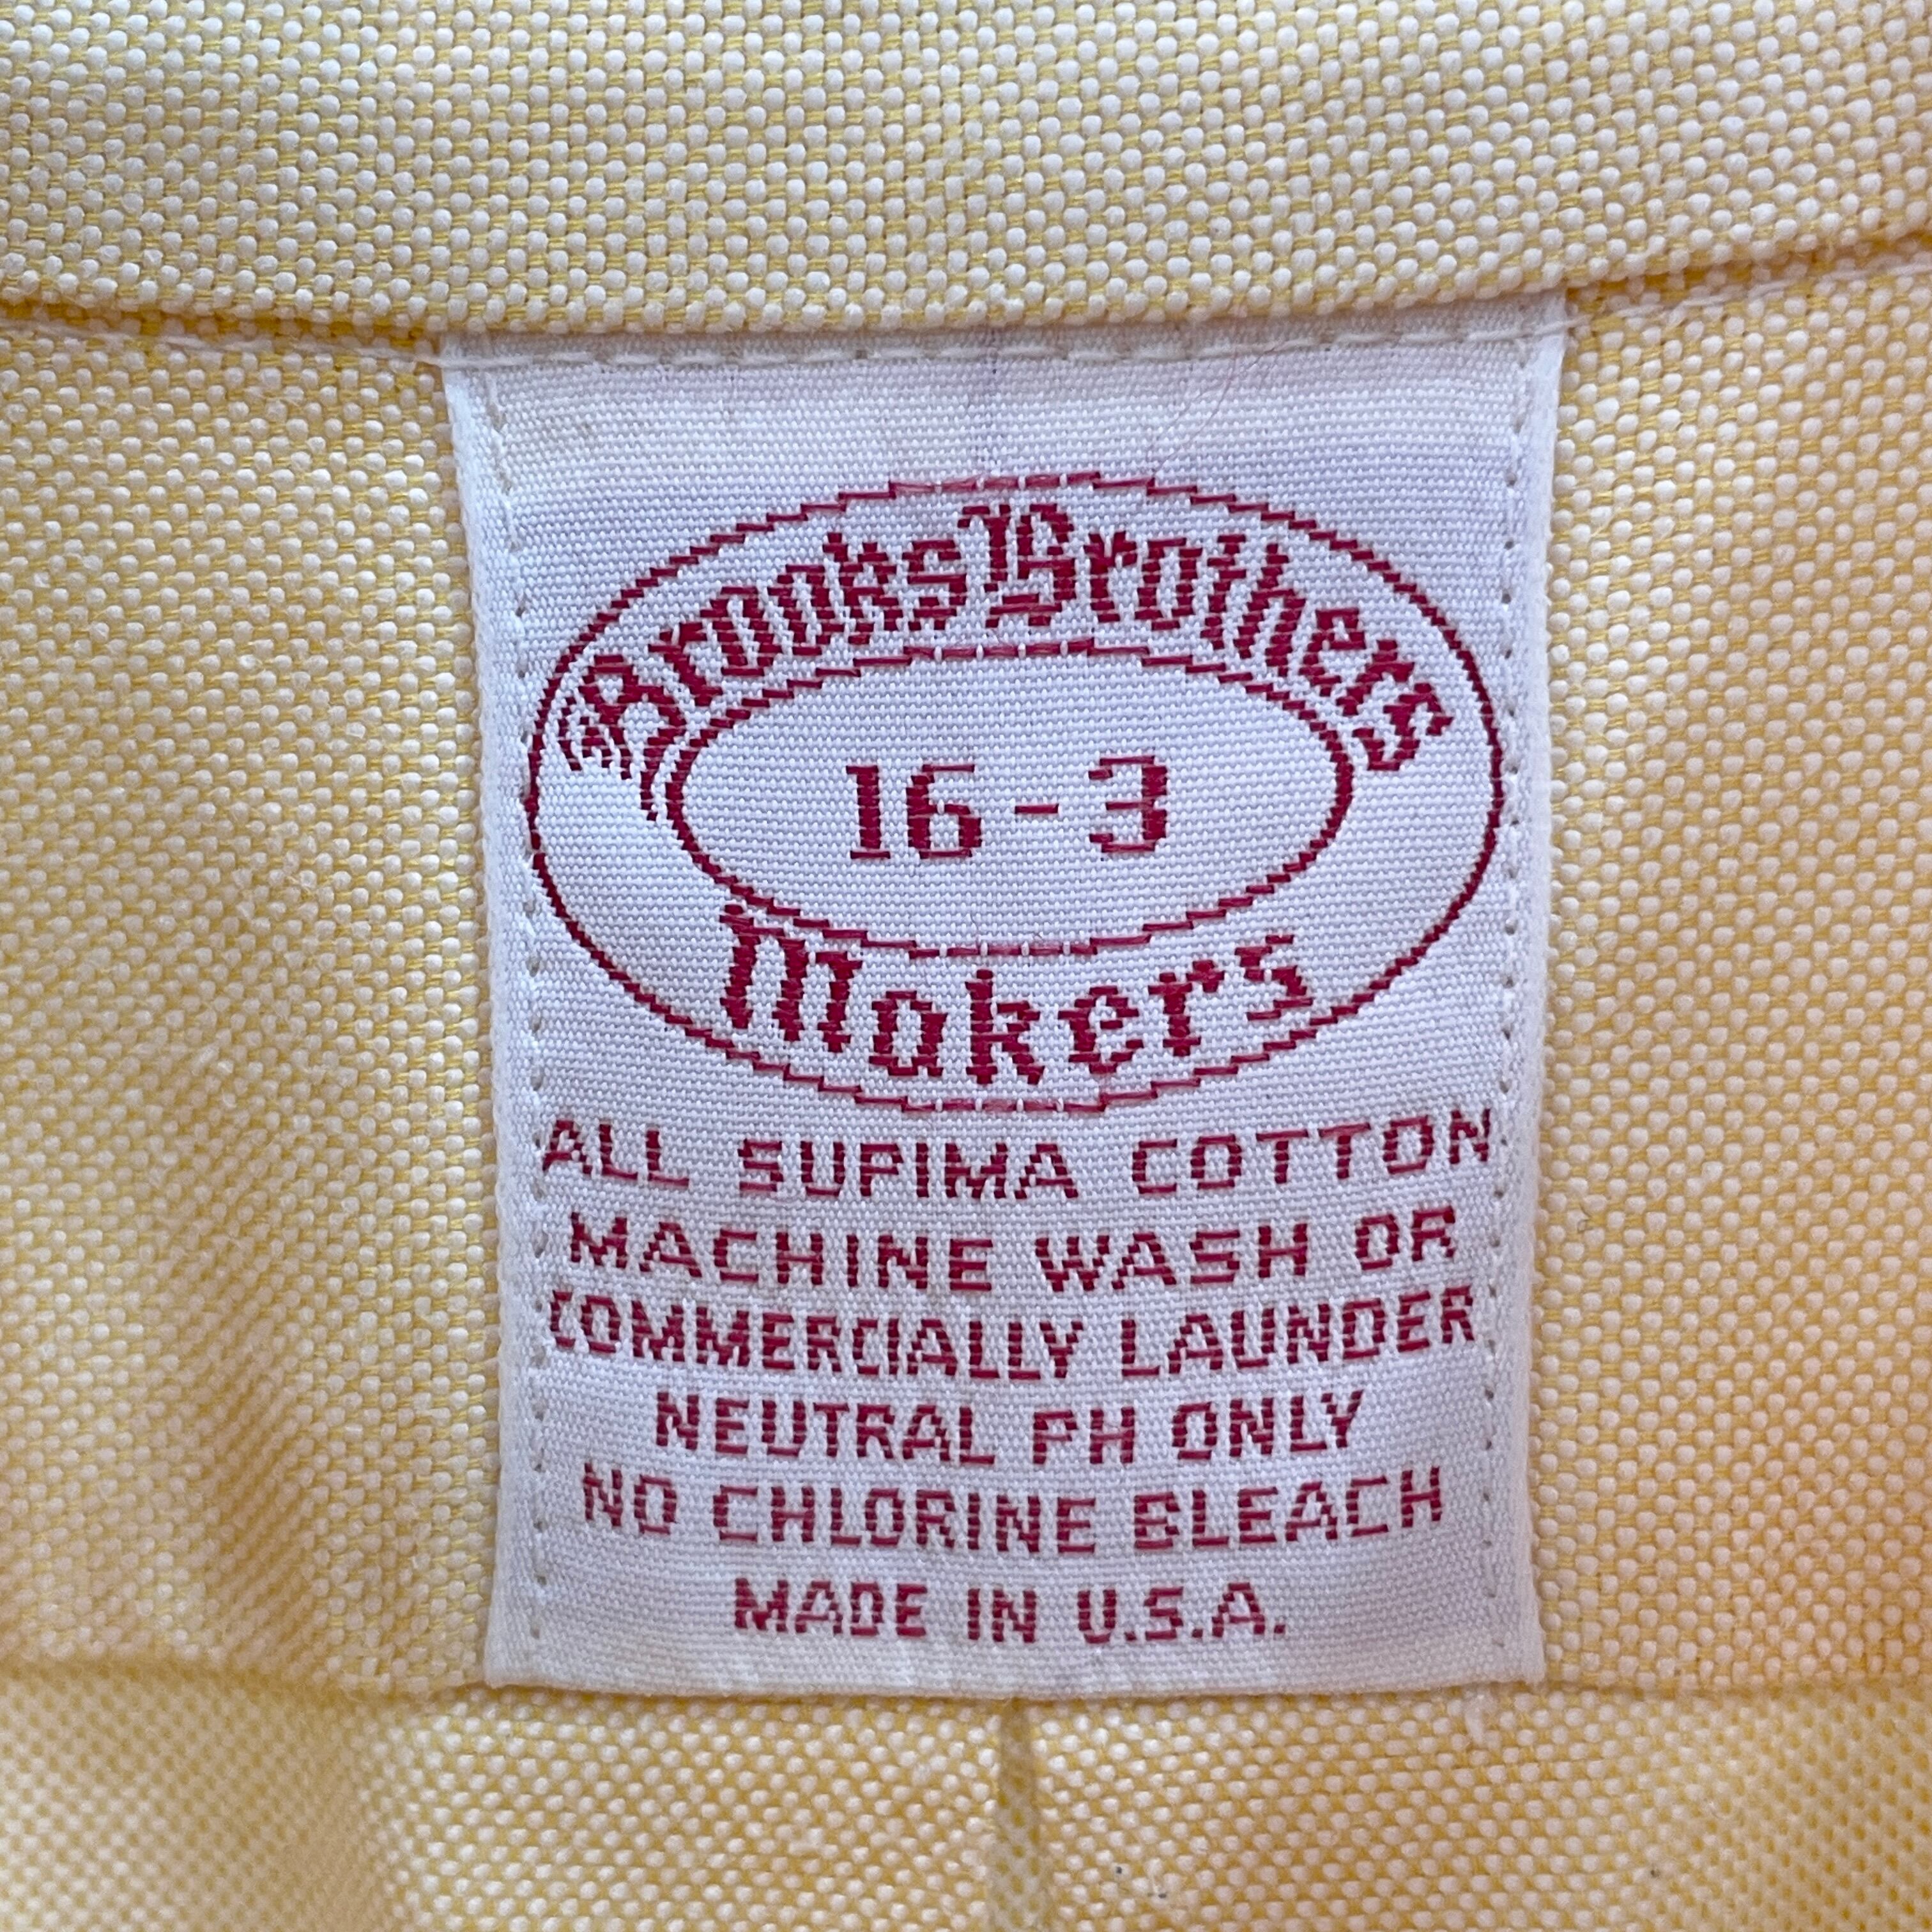 Brooks Brothers
16-3
Makers
ALL SUPIMA COTTON
MACHINE WASH OR
COMMERCIALLY LAUNDER
NEUTRAL PH ONLY
NO CHLORINE BLEACH
MADE IN U.S.A.